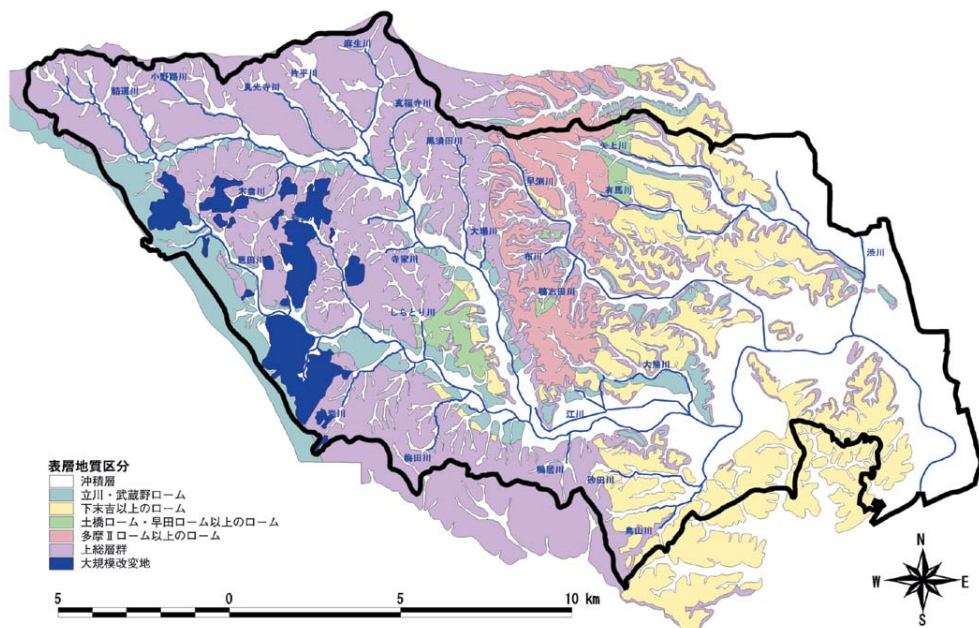 麻生川
小野路川
片平川
鶴見川
真光寺川
真福寺川
黒須田川
矢上川
早渕川
有馬川
大場川
恩田川
寺家川
布川
渋川
鴨志田川
しらとり川
大熊川
江川
岩川
梅田川
鴨居川
砂田川
鳥山川
表層地質区分
沖積層
立川・武蔵野ローム
下末吉以上のローム
土橋ローム・早田ローム以上のローム
多摩Ⅱローム以上のローム
上総層群
大規模改変地
5 0 5 10 km
N
W E
S